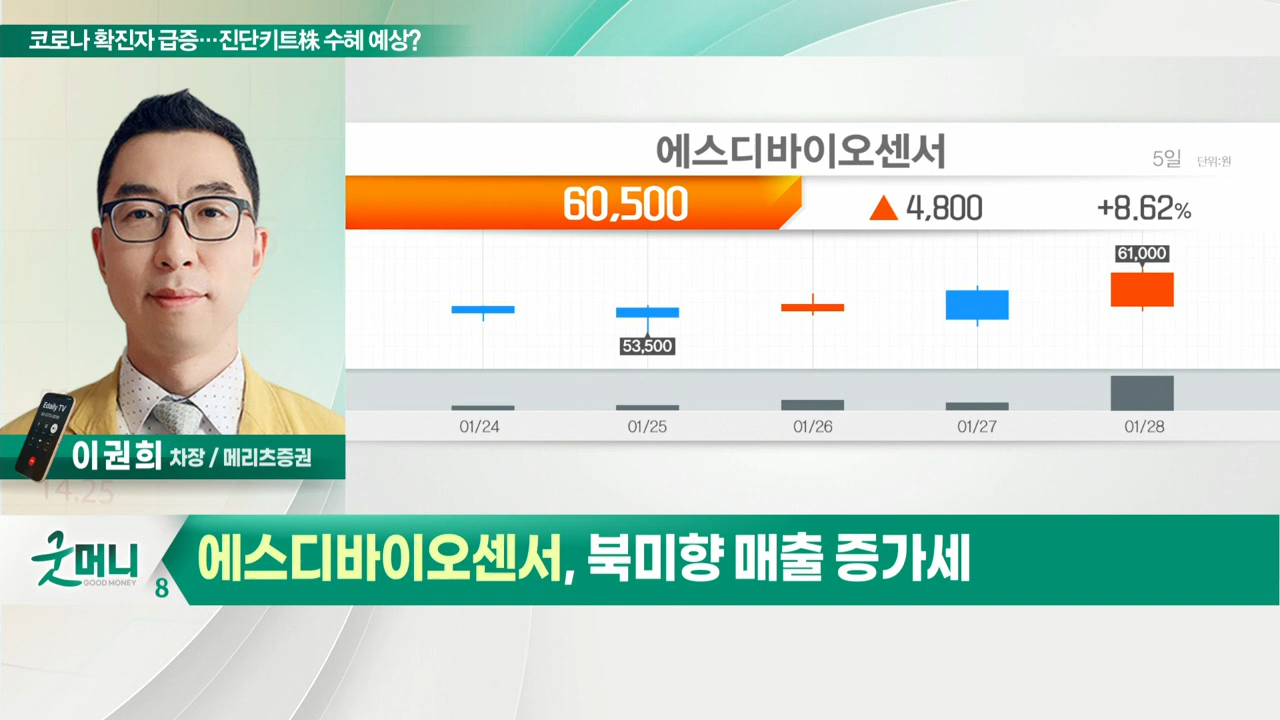 코로나 확진자 급증…진단키트株 수혜 예상?
에스디바이오센서
5일 단위:원
60,500 ▲ 4,800 +8.62%
61,000
53,500
01/24 01/25 01/26 01/27 01/28
Edaily TV
이권희 차장 / 메리츠증권
14.25
굿머니
GOOD MONEY
8
에스디바이오센서, 북미향 매출 증가세